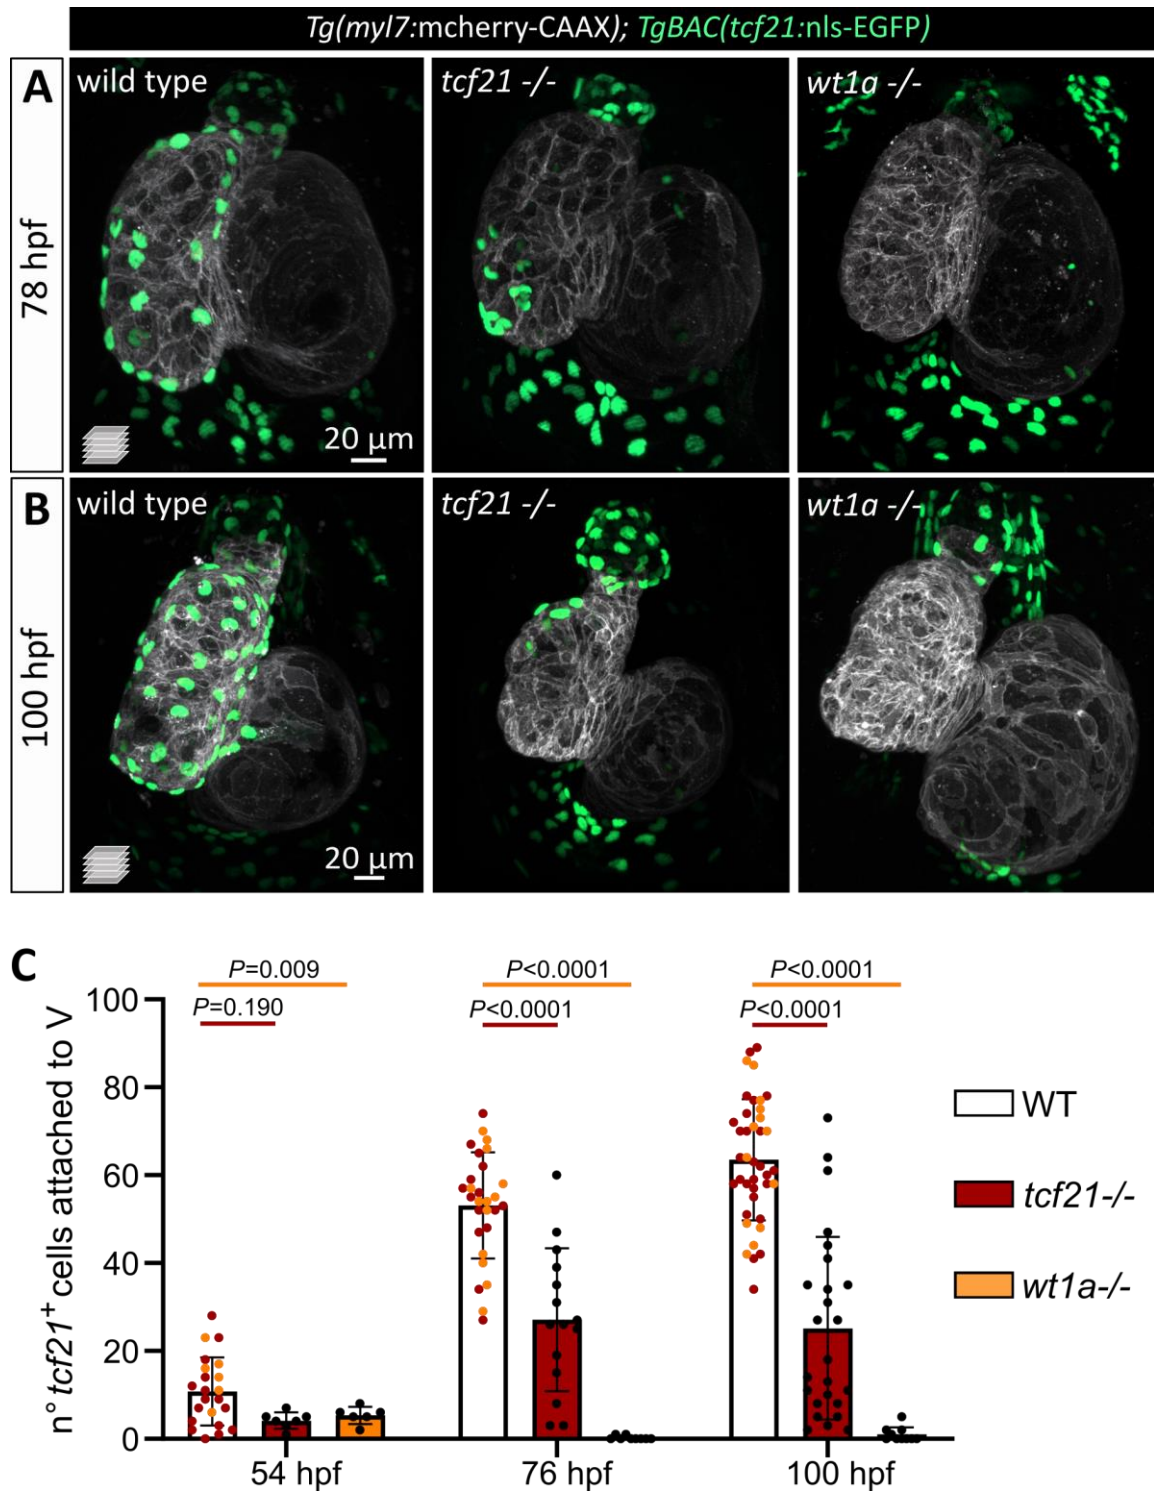 Tg(myl7:mcherry-CAAX); TgBAC(tcf21:nls-EGFP)
A
78 hpf
wild type
tcf21 -/-
wt1a -/-
20 µm
B
100 hpf
wild type
tcf21 -/-
wt1a -/-
20 µm
C
n° tcf21+ cells attached to V
100
80
60
40
20
0
P=0.009
P=0.190
P<0.0001
P<0.0001
P<0.0001
P<0.0001
54 hpf
76 hpf
100 hpf
WT
tcf21-/-
wt1a-/-